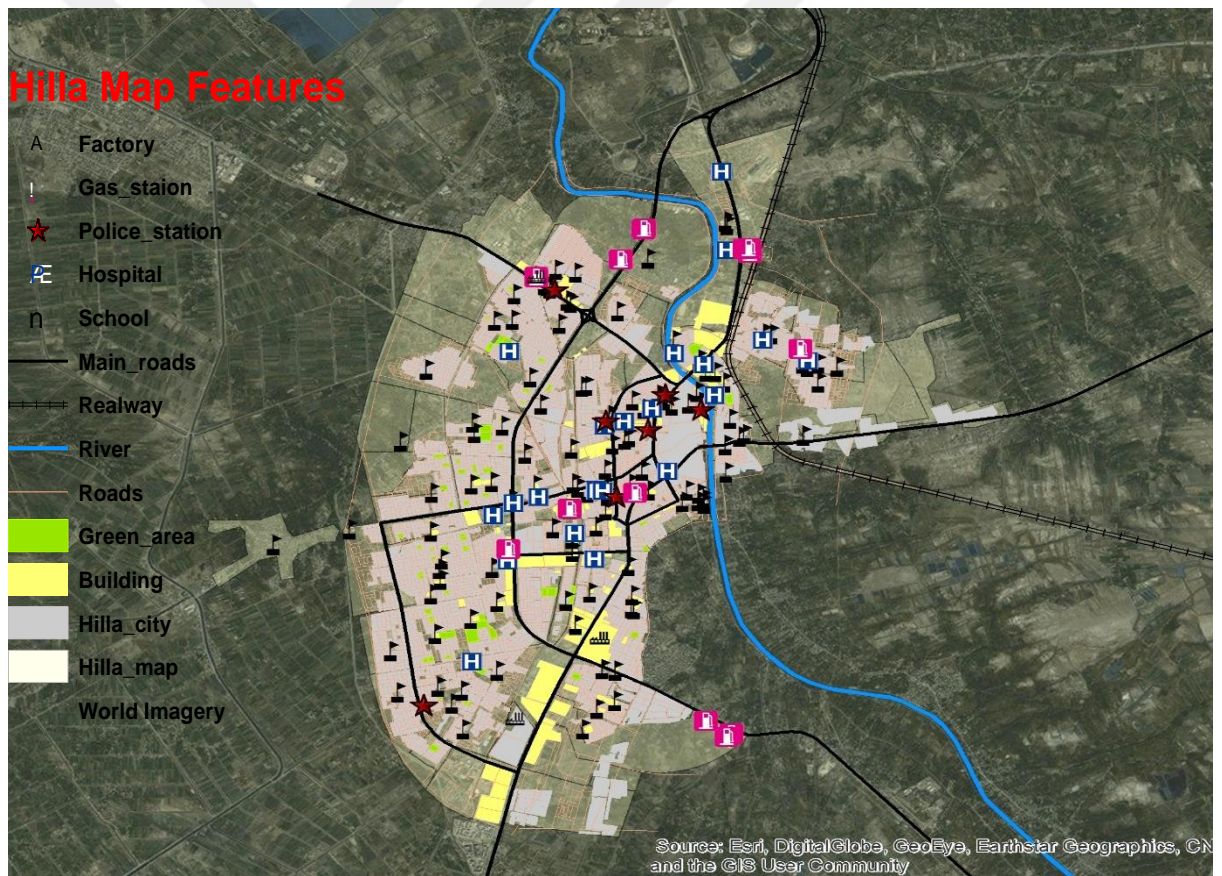 Hilla Map Features
A Factory
! Gas_staion
Police_station
Hospital
n School
Main_roads
Realway
River
Roads
Green_area
Building
Hilla_city
Hilla_map
World Imagery
Source: Esri, DigitalGlobe, GeoEye, Earthstar Geographics, CN
and the GIS User Community